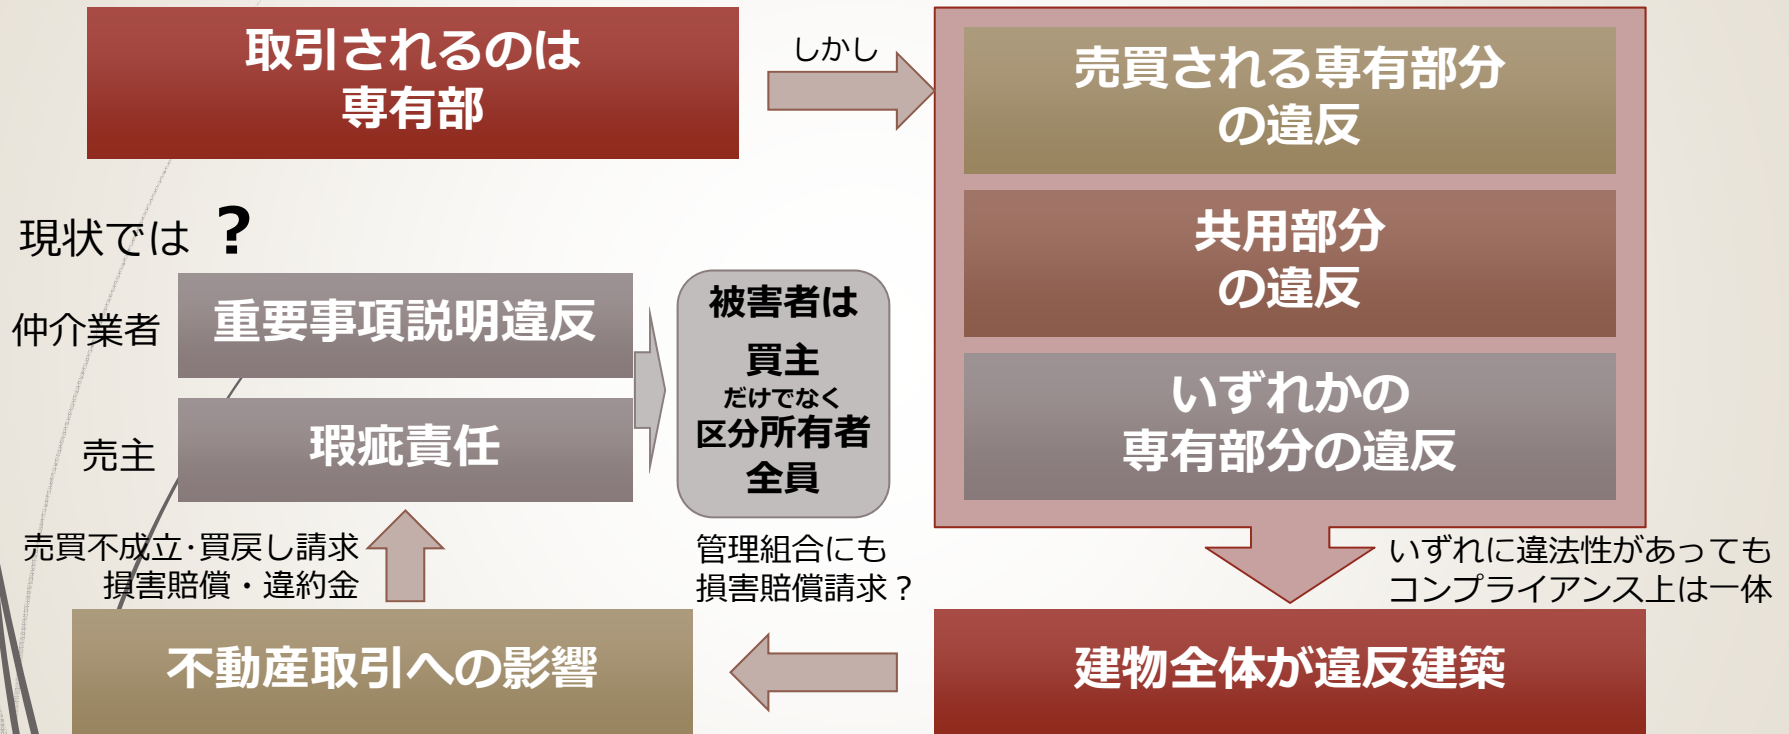 取引されるのは
専有部
しかし
売買される専有部分
の違反
共用部分
の違反
いずれかの
専有部分の違反
現状では ?
仲介業者
重要事項説明違反
売主
瑕疵責任
被害者は
買主
だけでなく
区分所有者
全員
売買不成立･買戻し請求
損害賠償・違約金
管理組合にも
損害賠償請求？
いずれに違法性があっても
コンプライアンス上は一体
不動産取引への影響
建物全体が違反建築